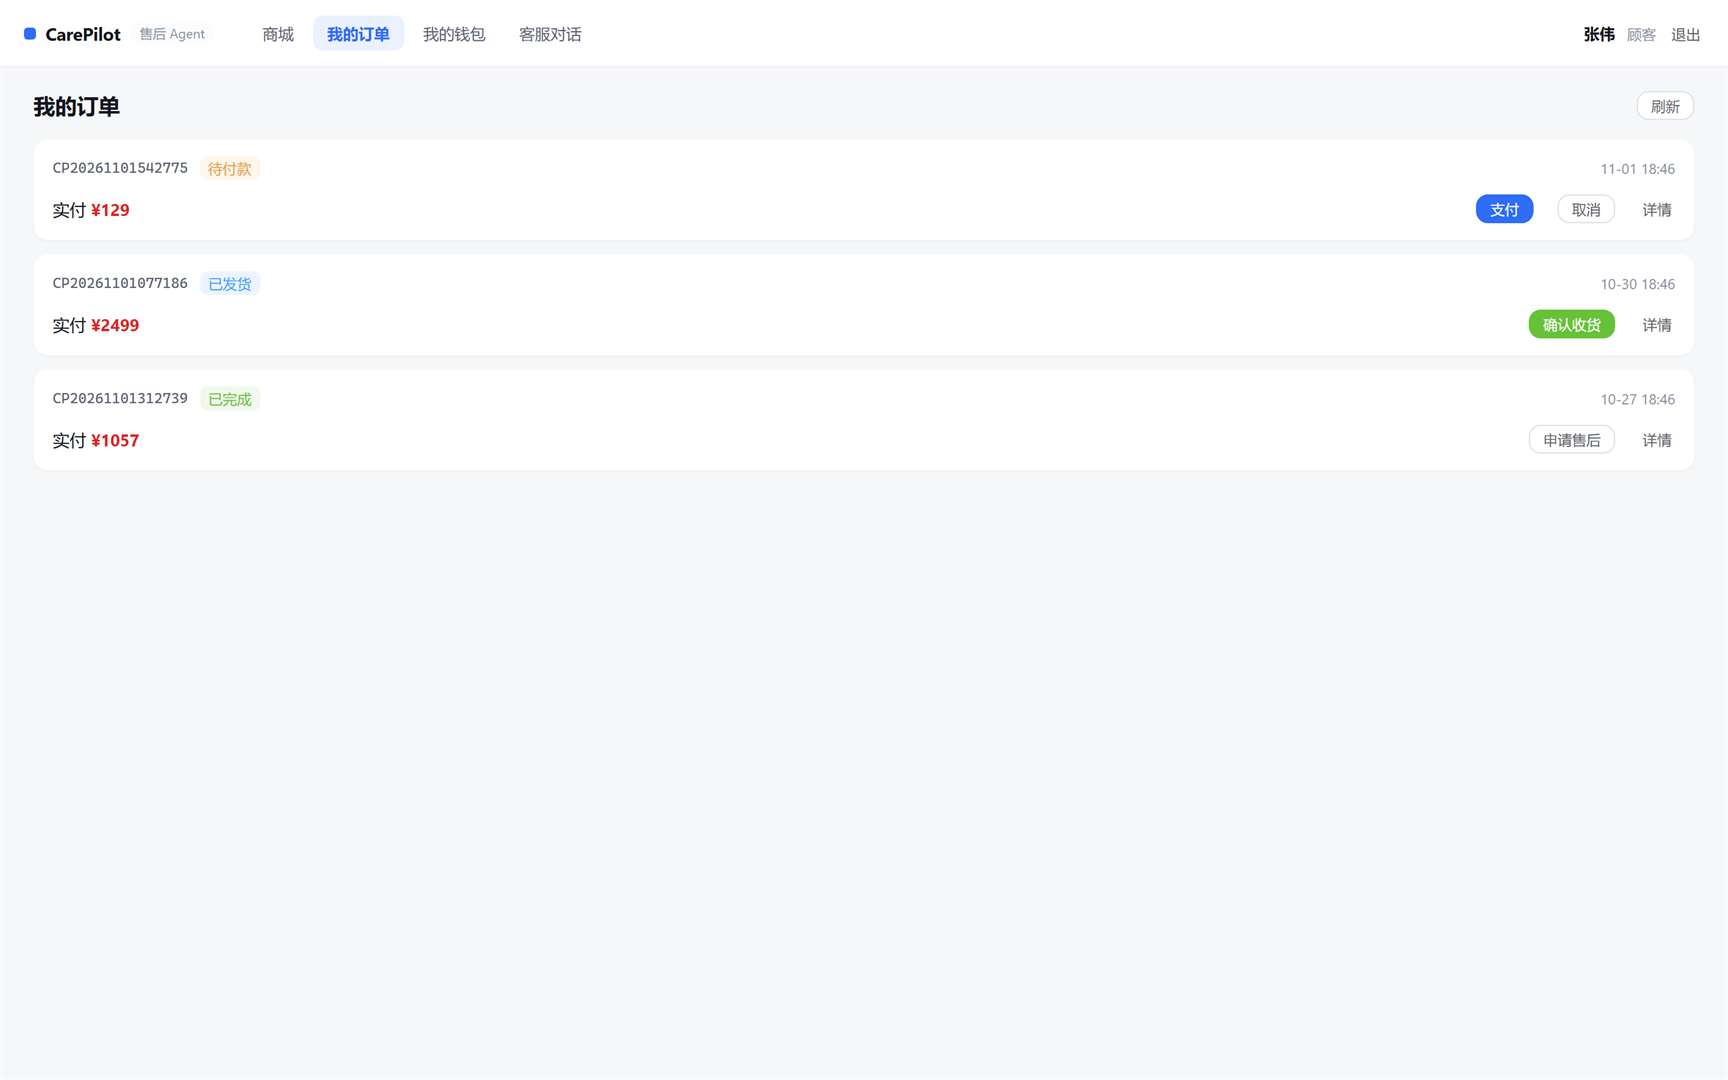 CarePilot 售后 Agent 商城 我的订单 我的钱包 客服对话 张伟 顾客 退出
我的订单 刷新
CP20261101542775 待付款 11-01 18:46
实付 ¥129 支付 取消 详情
CP20261101077186 已发货 10-30 18:46
实付 ¥2499 确认收货 详情
CP20261101312739 已完成 10-27 18:46
实付 ¥1057 申请售后 详情